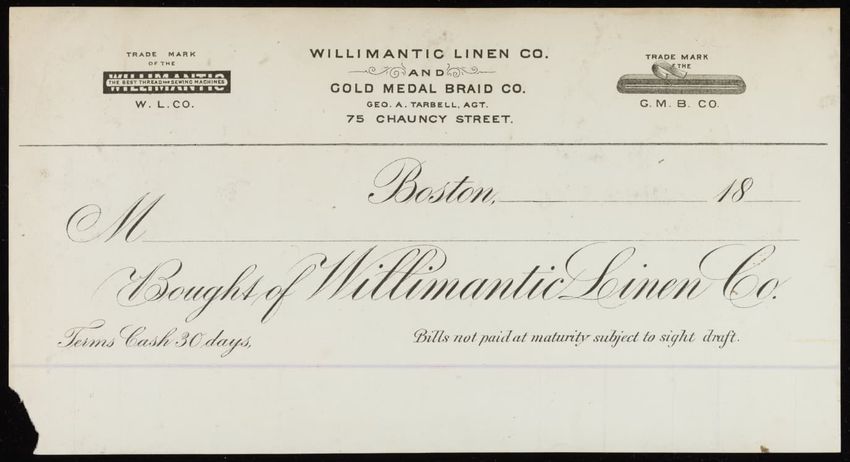 TRADE MARK
OF THE
WILLIMANTIC
THE BEST THREAD FOR SEWING MACHINES
W. L. CO.
WILLIMANTIC LINEN CO.
AND
GOLD MEDAL BRAID CO.
GEO. A. TARBELL, AGT.
75 CHAUNCY STREET.
TRADE MARK
OF THE
G. M. B. CO.
Boston, 18
M
Bought of Willimantic Linen Co.
Terms Cash 30 days,
Bills not paid at maturity subject to sight draft.